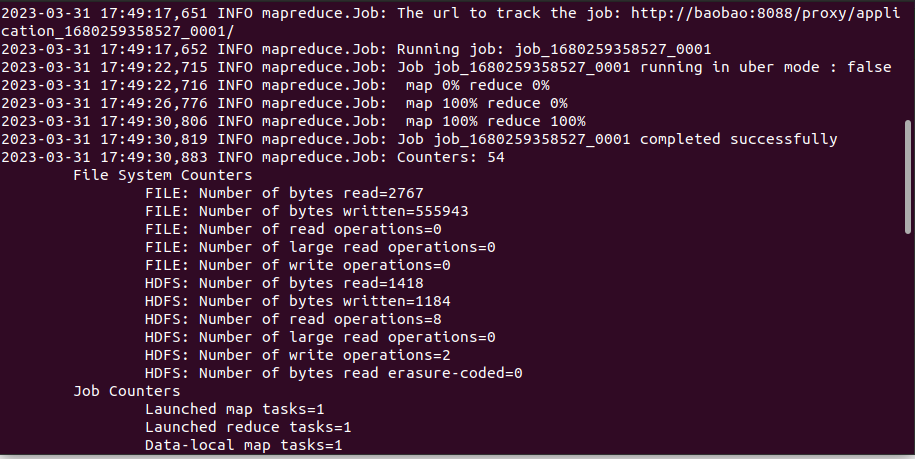 2023-03-31 17:49:17,651 INFO mapreduce.Job: The url to track the job: http://baobao:8088/proxy/appli
cation_1680259358527_0001/
2023-03-31 17:49:17,652 INFO mapreduce.Job: Running job: job_1680259358527_0001
2023-03-31 17:49:22,715 INFO mapreduce.Job: Job job_1680259358527_0001 running in uber mode : false
2023-03-31 17:49:22,716 INFO mapreduce.Job:  map 0% reduce 0%
2023-03-31 17:49:26,776 INFO mapreduce.Job:  map 100% reduce 0%
2023-03-31 17:49:30,806 INFO mapreduce.Job:  map 100% reduce 100%
2023-03-31 17:49:30,819 INFO mapreduce.Job: Job job_1680259358527_0001 completed successfully
2023-03-31 17:49:30,883 INFO mapreduce.Job: Counters: 54
        File System Counters
                FILE: Number of bytes read=2767
                FILE: Number of bytes written=555943
                FILE: Number of read operations=0
                FILE: Number of large read operations=0
                FILE: Number of write operations=0
                HDFS: Number of bytes read=1418
                HDFS: Number of bytes written=1184
                HDFS: Number of read operations=8
                HDFS: Number of large read operations=0
                HDFS: Number of write operations=2
                HDFS: Number of bytes read erasure-coded=0
        Job Counters
                Launched map tasks=1
                Launched reduce tasks=1
                Data-local map tasks=1